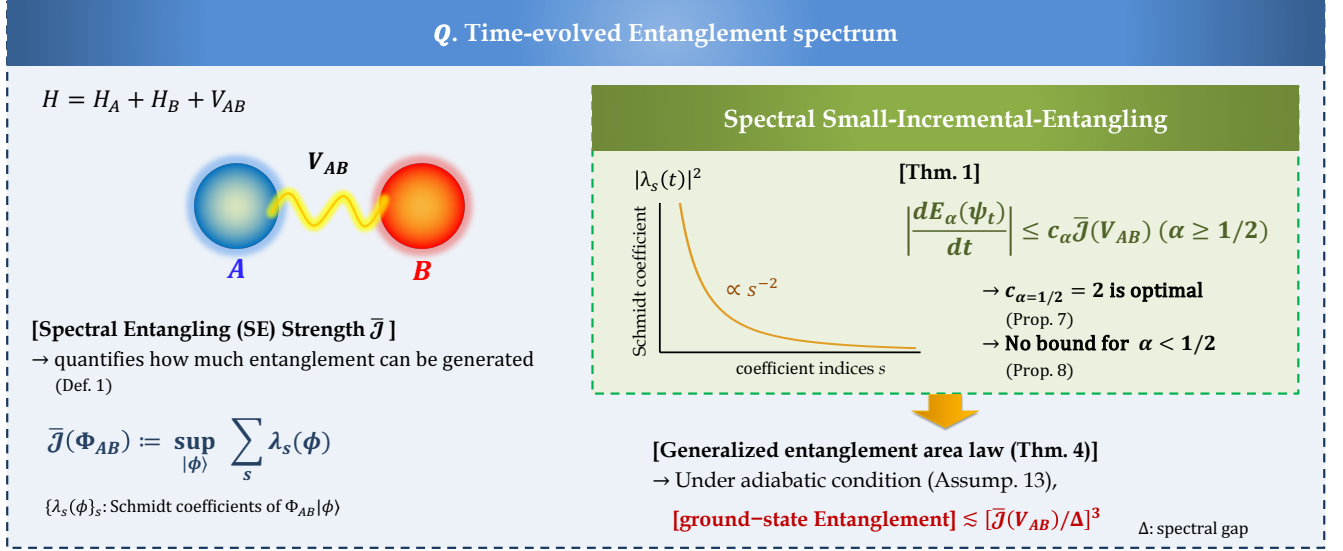 Q. Time-evolved Entanglement spectrum
H = H_A + H_B + V_AB
V_AB
A
B
[Spectral Entangling (SE) Strength 𝒥̄ ]
→ quantifies how much entanglement can be generated
(Def. 1)
𝒥̄(Φ_AB) ≔ sup_{|ϕ⟩} ∑_s λ_s(ϕ)
{λ_s(ϕ}_s: Schmidt coefficients of Φ_AB|ϕ⟩
Spectral Small-Incremental-Entangling
|λ_s(t)|²
Schmidt coefficient
∝ s⁻²
coefficient indices s
[Thm. 1]
|dE_α(ψ_t)/dt| ≤ c_α 𝒥̄(V_AB) (α ≥ 1/2)
→ c_{α=1/2} = 2 is optimal
(Prop. 7)
→ No bound for α < 1/2
(Prop. 8)
[Generalized entanglement area law (Thm. 4)]
→ Under adiabatic condition (Assump. 13),
[ground−state Entanglement] ≲ [𝒥̄(V_AB)/Δ]³
Δ: spectral gap